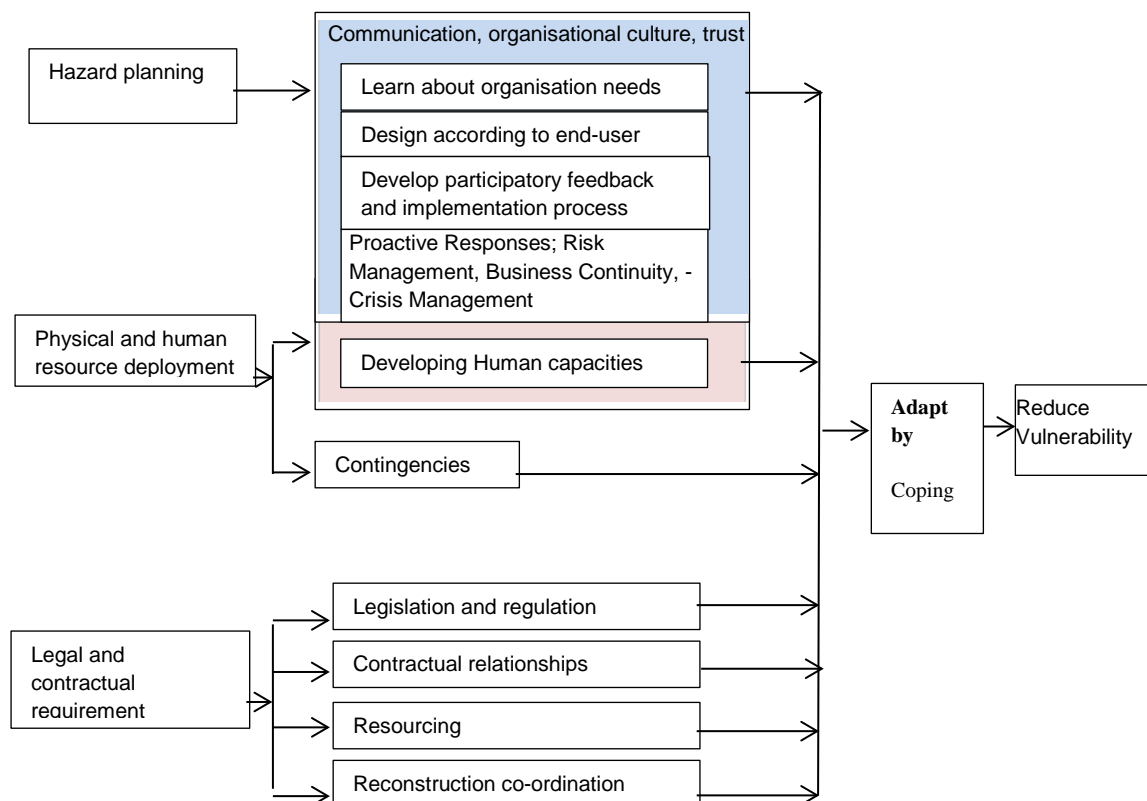 Communication, organisational culture, trust
Hazard planning
Learn about organisation needs
Design according to end-user
Develop participatory feedback
and implementation process
Proactive Responses; Risk
Management, Business Continuity, -
Crisis Management
Physical and human
resource deployment
Developing Human capacities
Contingencies
Adapt
by
Coping
Reduce
Vulnerability
Legislation and regulation
Legal and
contractual
requirement
Contractual relationships
Resourcing
Reconstruction co-ordination